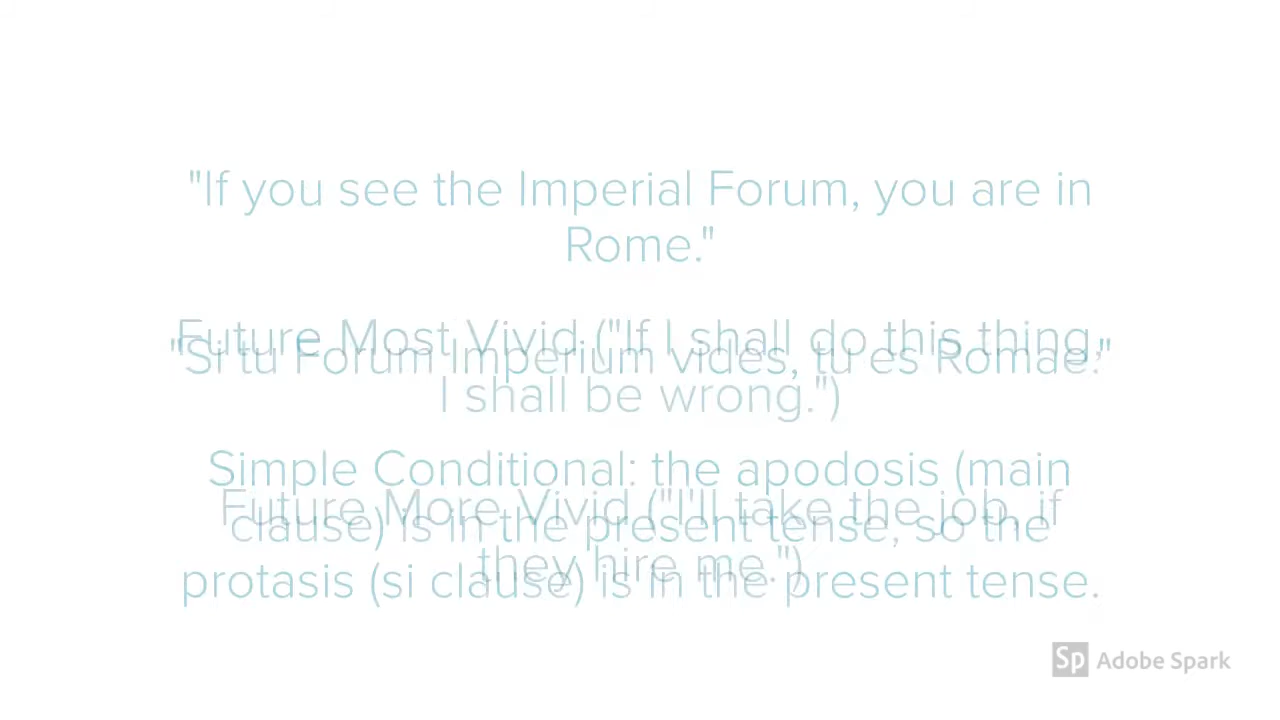 "If you see the Imperial Forum, you are in
Rome."
Future Most Vivid ("If I shall do this thing,
"Si tu Forum Imperium vides, tu es Romae."
I shall be wrong.")
Simple Conditional: the apodosis (main
Future More Vivid ("I'll take the job, if
clause) is in the present tense, so the
they hire me.")
protasis (si clause) is in the present tense.
Sp Adobe Spark